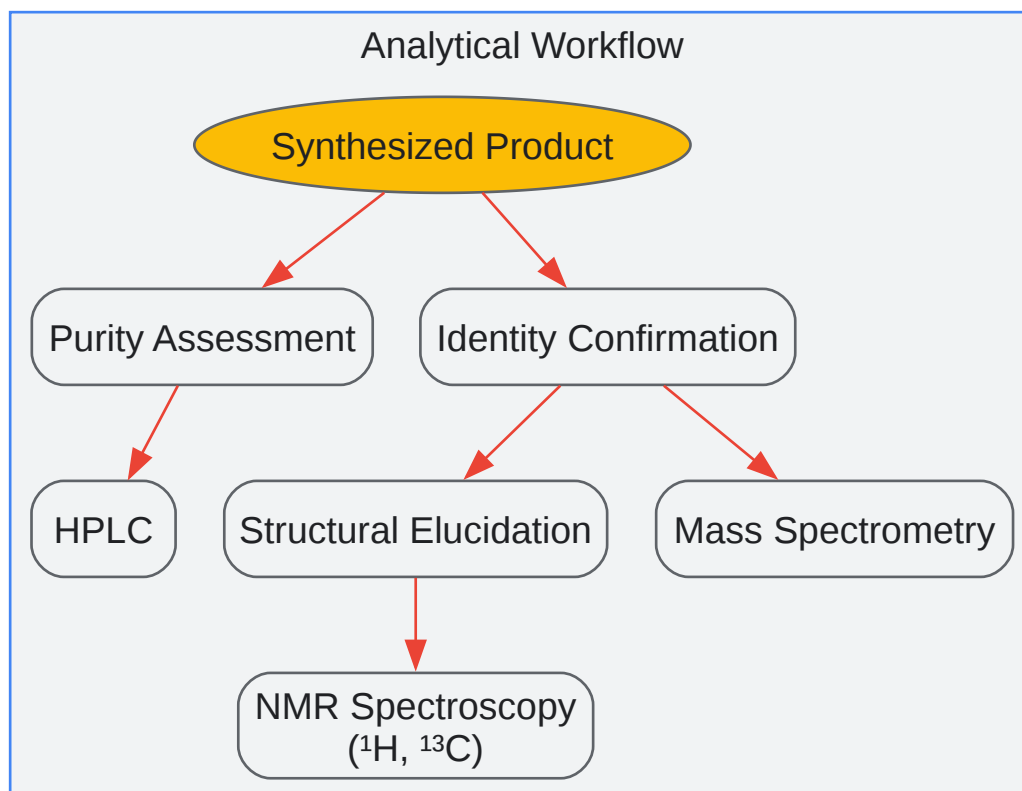 Analytical Workflow
Synthesized Product
Purity Assessment
Identity Confirmation
HPLC
Structural Elucidation
Mass Spectrometry
NMR Spectroscopy
(¹H, ¹³C)